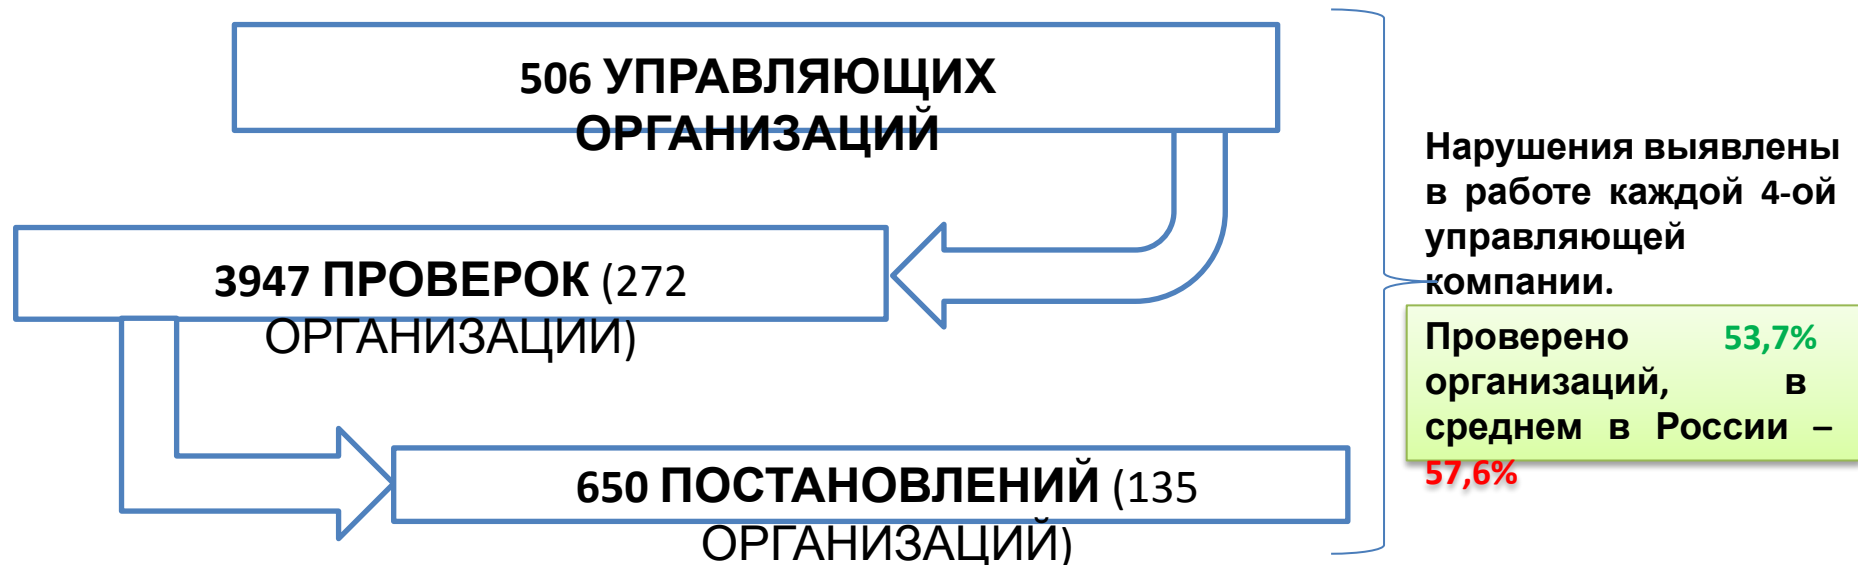 506 УПРАВЛЯЮЩИХ
ОРГАНИЗАЦИЙ
3947 ПРОВЕРОК (272
ОРГАНИЗАЦИИ)
650 ПОСТАНОВЛЕНИЙ (135
ОРГАНИЗАЦИЙ)
Нарушения выявлены
в работе каждой 4-ой
управляющей
компании.
Проверено 53,7%
организаций, в
среднем в России –
57,6%